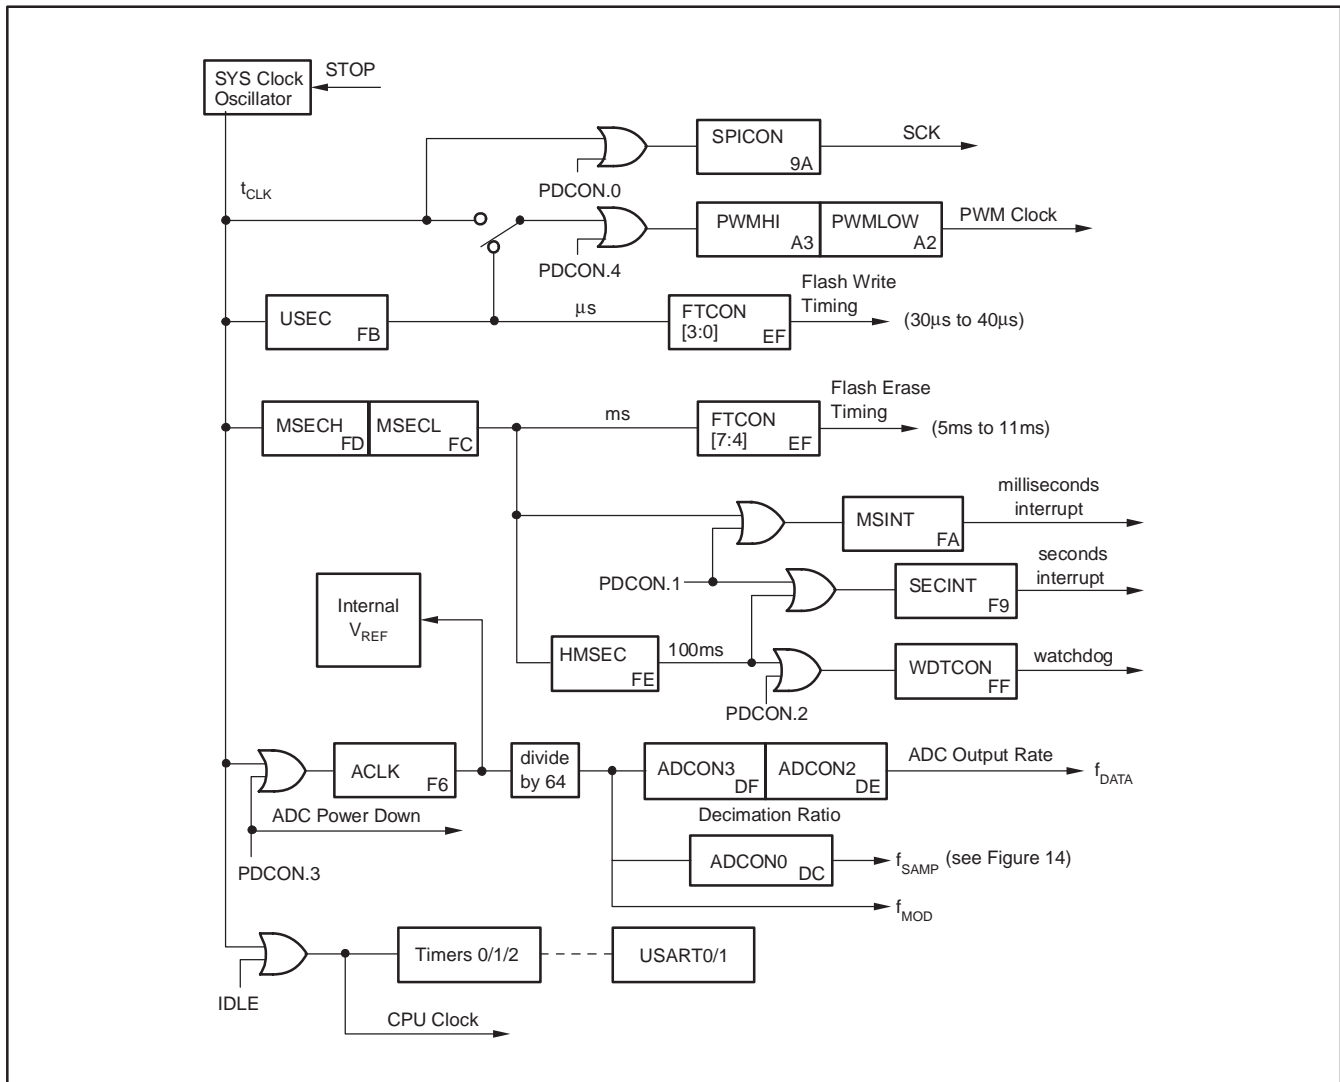 SYS Clock
Oscillator
STOP
SPICON
9A
SCK
PDCON.0
tCLK
PWMHI
A3
PWMLOW
A2
PWM Clock
PDCON.4
USEC
FB
μs
FTCON
[3:0]
EF
Flash Write
Timing
(30μs to 40μs)
MSECH
FD
MSECL
FC
ms
FTCON
[7:4]
EF
Flash Erase
Timing
(5ms to 11ms)
MSINT
FA
milliseconds
interrupt
PDCON.1
SECINT
F9
seconds
interrupt
Internal
VREF
HMSEC
FE
100ms
WDTCON
FF
watchdog
PDCON.2
ACLK
F6
divide
by 64
ADCON3
DF
ADCON2
DE
ADC Output Rate
fDATA
Decimation Ratio
ADC Power Down
PDCON.3
ADCON0
DC
fSAMP (see Figure 14)
fMOD
Timers 0/1/2
USART0/1
IDLE
CPU Clock